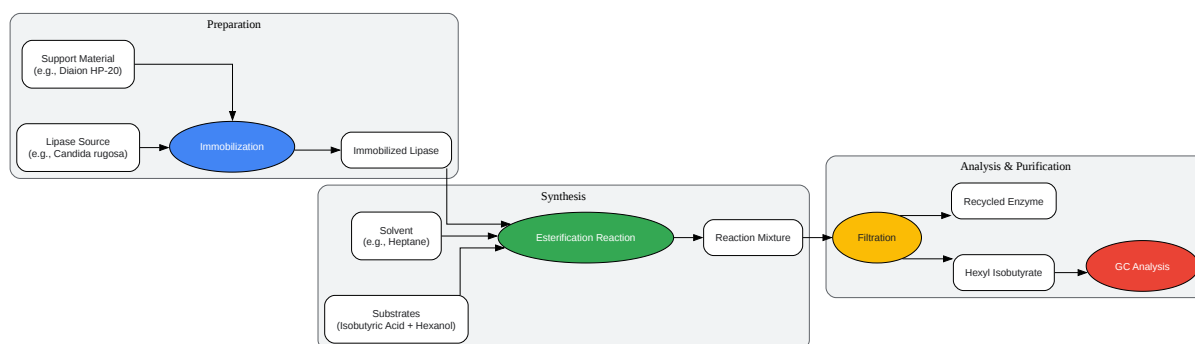 Preparation
Support Material
(e.g., Diaion HP-20)
Lipase Source
(e.g., Candida rugosa)
Immobilization
Immobilized Lipase
Synthesis
Solvent
(e.g., Heptane)
Substrates
(Isobutyric Acid + Hexanol)
Esterification Reaction
Reaction Mixture
Analysis & Purification
Filtration
Recycled Enzyme
Hexyl Isobutyrate
GC Analysis